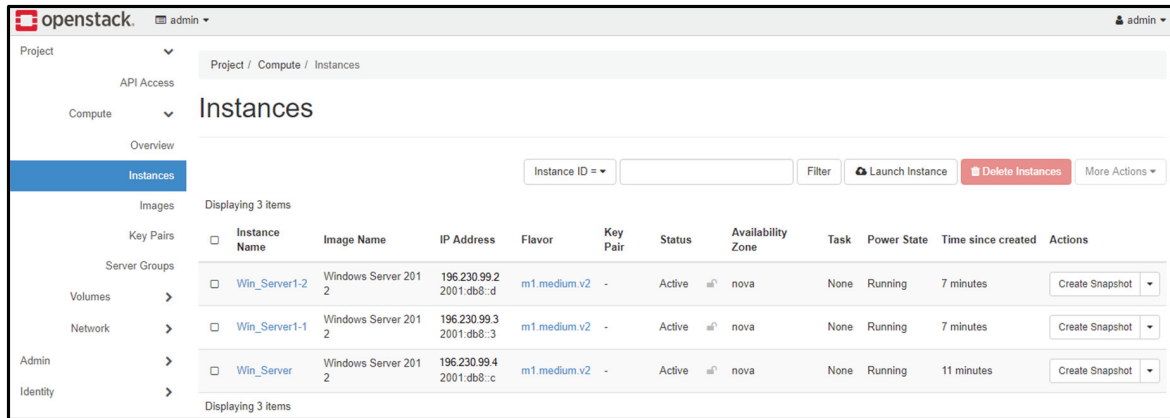 openstack. admin admin
Project
API Access
Compute
Overview
Instances
Images
Key Pairs
Server Groups
Volumes
Network
Admin
Identity
Project / Compute / Instances
Instances
Instance ID = Filter Launch Instance Delete Instances More Actions
Displaying 3 items
Instance Name Image Name IP Address Flavor Key Pair Status Availability Zone Task Power State Time since created Actions
Win_Server1-2 Windows Server 201 196.230.99.2 m1.medium.v2 - Active nova None Running 7 minutes Create Snapshot
2 2001:db8::d
Win_Server1-1 Windows Server 201 196.230.99.3 m1.medium.v2 - Active nova None Running 7 minutes Create Snapshot
2 2001:db8::3
Win_Server Windows Server 201 196.230.99.4 m1.medium.v2 - Active nova None Running 11 minutes Create Snapshot
2 2001:db8::c
Displaying 3 items